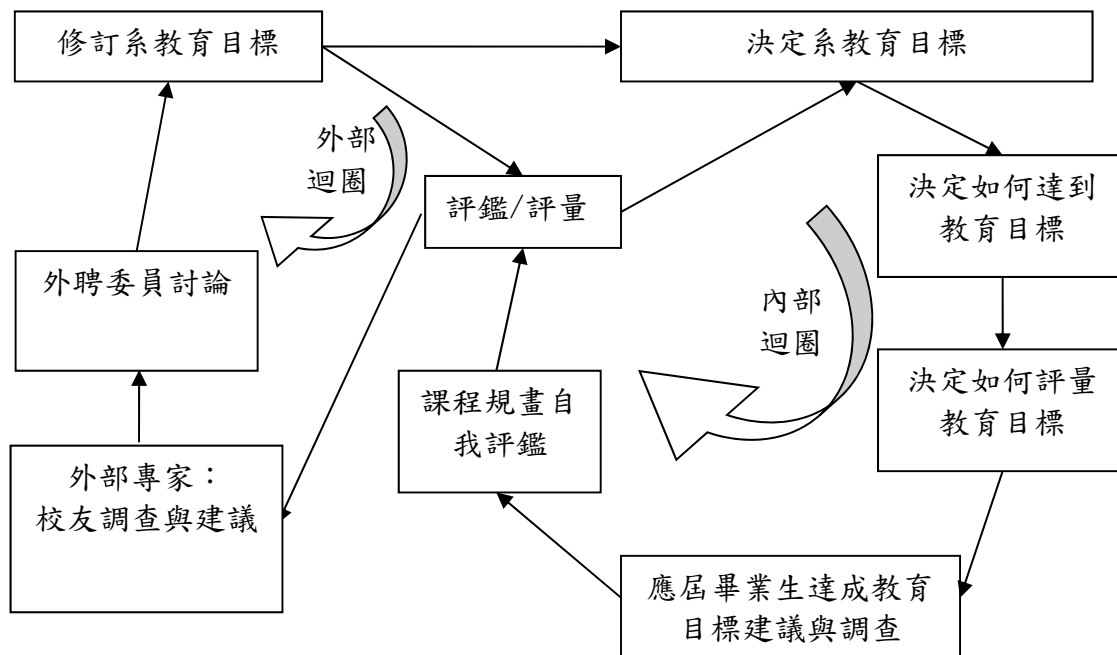 修訂系教育目標
決定系教育目標
外部
迴圈
評鑑/評量
決定如何達到
教育目標
外聘委員討論
內部
迴圈
課程規畫自
我評鑑
決定如何評量
教育目標
外部專家：
校友調查與建議
應屆畢業生達成教育
目標建議與調查